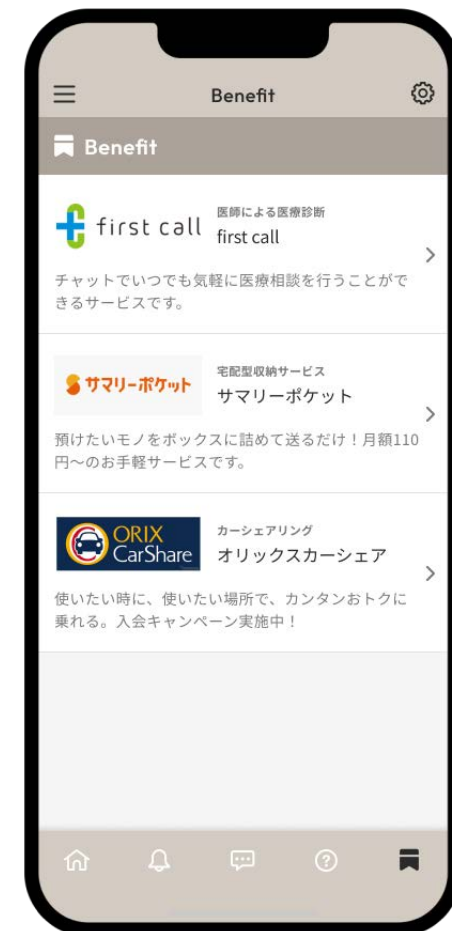 Benefit
Benefit
first call
医師による医療診断
first call
チャットでいつでも気軽に医療相談を行うことがで
きるサービスです。
サマリーポケット
宅配型収納サービス
サマリーポケット
預けたいモノをボックスに詰めて送るだけ!月額110
円〜のお手軽サービスです。
ORIX
CarShare
カーシェアリング
オリックスカーシェア
使いたい時に、使いたい場所で、カンタンおトクに
乗れる。入会キャンペーン実施中!